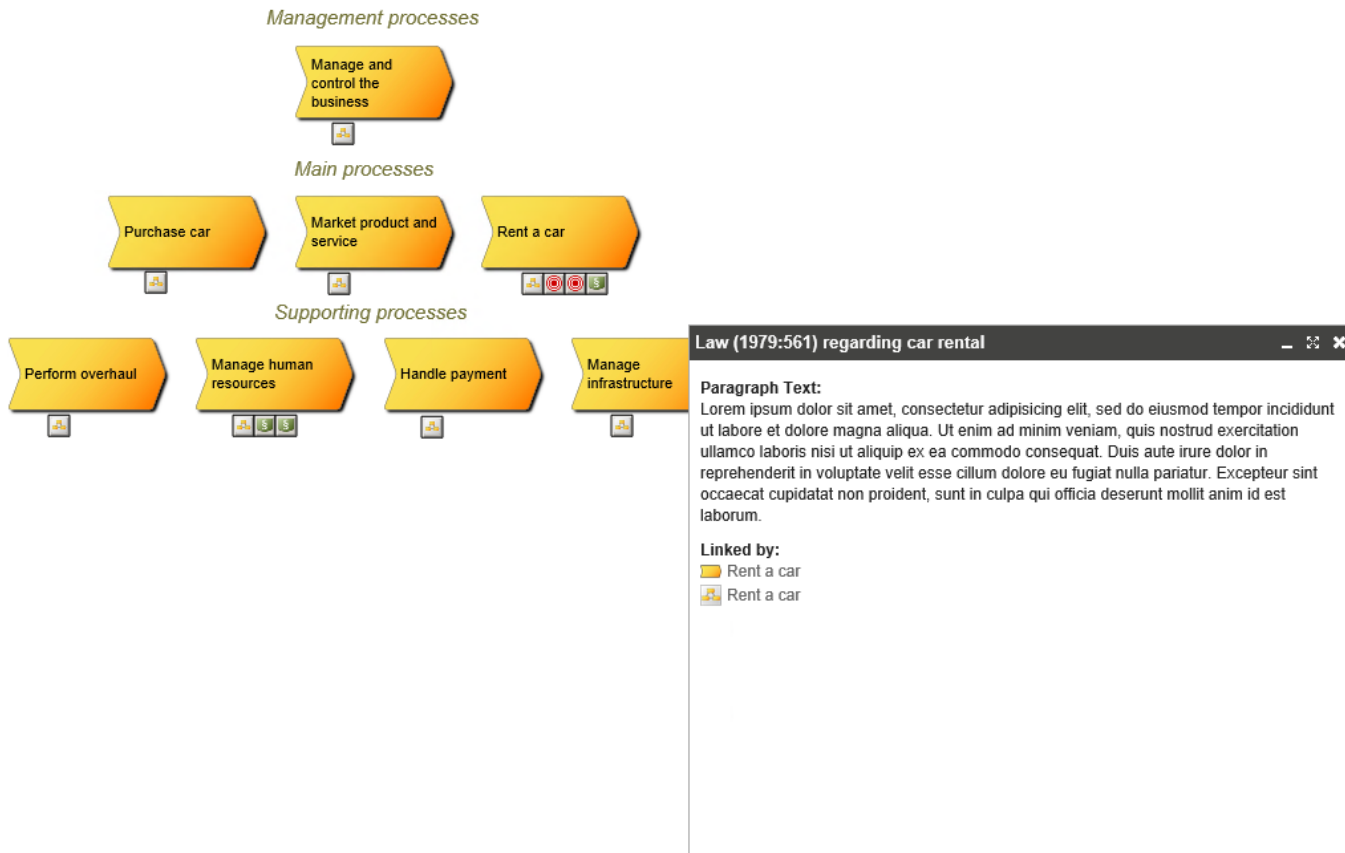 Management processes
Manage and
control the
business
Main processes
Purchase car
Market product and
service
Rent a car
Supporting processes
Perform overhaul
Manage human
resources
Handle payment
Manage
infrastructure
Law (1979:561) regarding car rental
Paragraph Text:
Lorem ipsum dolor sit amet, consectetur adipisicing elit, sed do eiusmod tempor incididunt
ut labore et dolore magna aliqua. Ut enim ad minim veniam, quis nostrud exercitation
ullamco laboris nisi ut aliquip ex ea commodo consequat. Duis aute irure dolor in
reprehenderit in voluptate velit esse cillum dolore eu fugiat nulla pariatur. Excepteur sint
occaecat cupidatat non proident, sunt in culpa qui officia deserunt mollit anim id est
laborum.
Linked by:
Rent a car
Rent a car